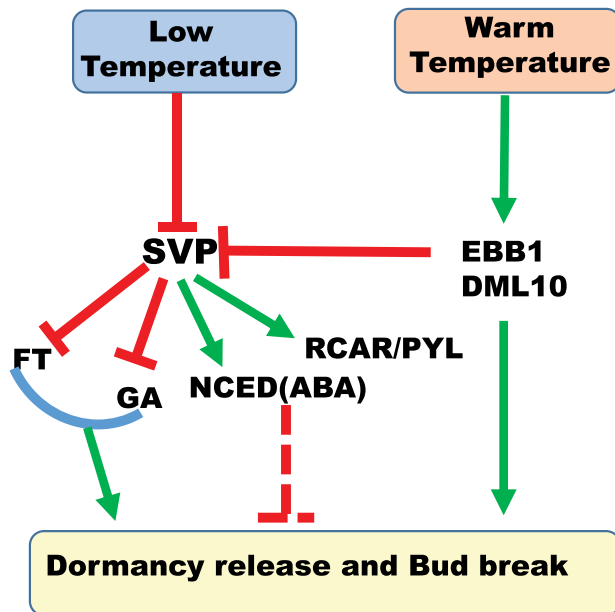 Low
Temperature
Warm
Temperature
SVP
EBB1
DML10
FT
RCAR/PYL
GA
NCED(ABA)
Dormancy release and Bud break